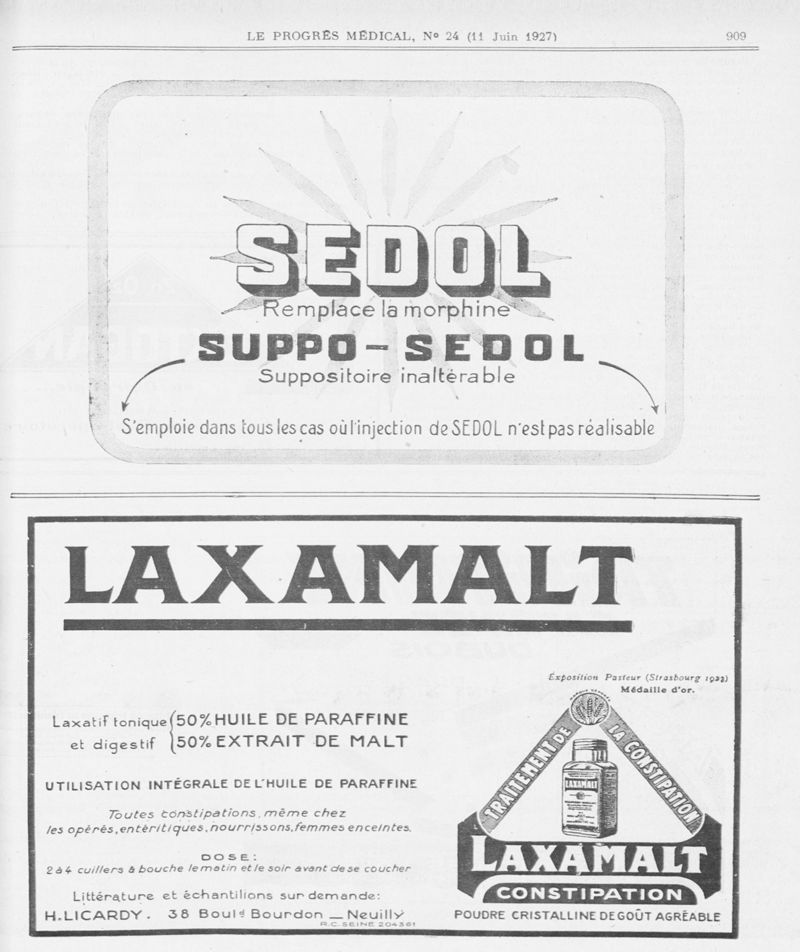 LE PROGRÈS MÉDICAL, Nº 24 (11 Juin 1927)
909
SEDOL
Remplace la morphine
SUPPO - SEDOL
Suppositoire inaltérable
S'emploie dans tous les cas où l'injection de SEDOL n'est pas réalisable
LAXAMALT
Exposition Pasteur (Strasbourg 1923)
Médaille d'or.
Laxatif tonique { 50% HUILE DE PARAFFINE
et digestif { 50% EXTRAIT DE MALT
UTILISATION INTÉGRALE DE L'HUILE DE PARAFFINE
Toutes constipations, même chez
les opérés, entéritiques, nourrissons, femmes enceintes.
DOSE:
2 à 4 cuillers à bouche le matin et le soir avant de se coucher
Littérature et échantillons sur demande:
H. LICARDY. 38 Boulᵈ Bourdon _ Neuilly
R.C. SEINE 204361
TRAITEMENT DE
LA CONSTIPATION
LAXAMALT
LAXAMALT
CONSTIPATION
POUDRE CRISTALLINE DE GOÛT AGRÉABLE